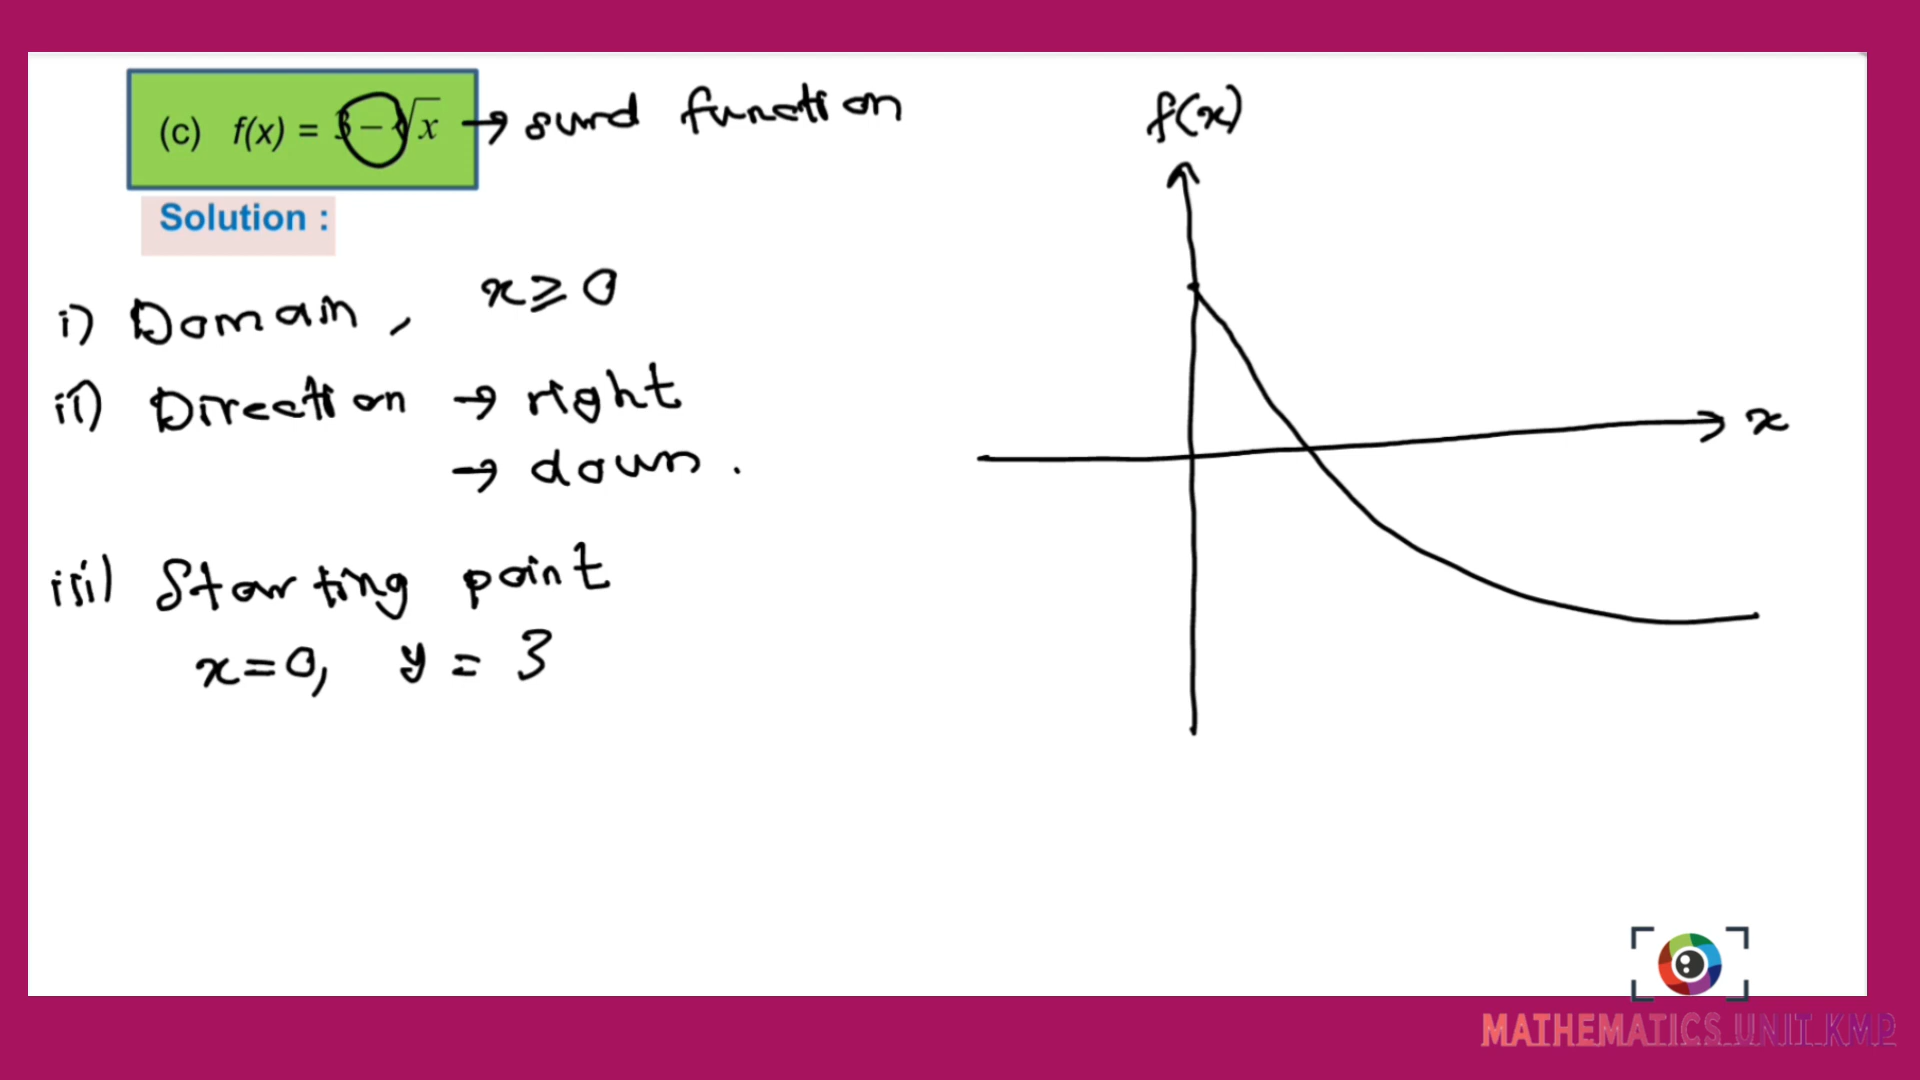 (c) f(x) = 3 − √x → surd function
Solution :
i) Domain, x ≥ 0
ii) Direction → right
→ down.
iii) Starting point
x = 0, y = 3
f(x)
x
MATHEMATICS UNIT KMP